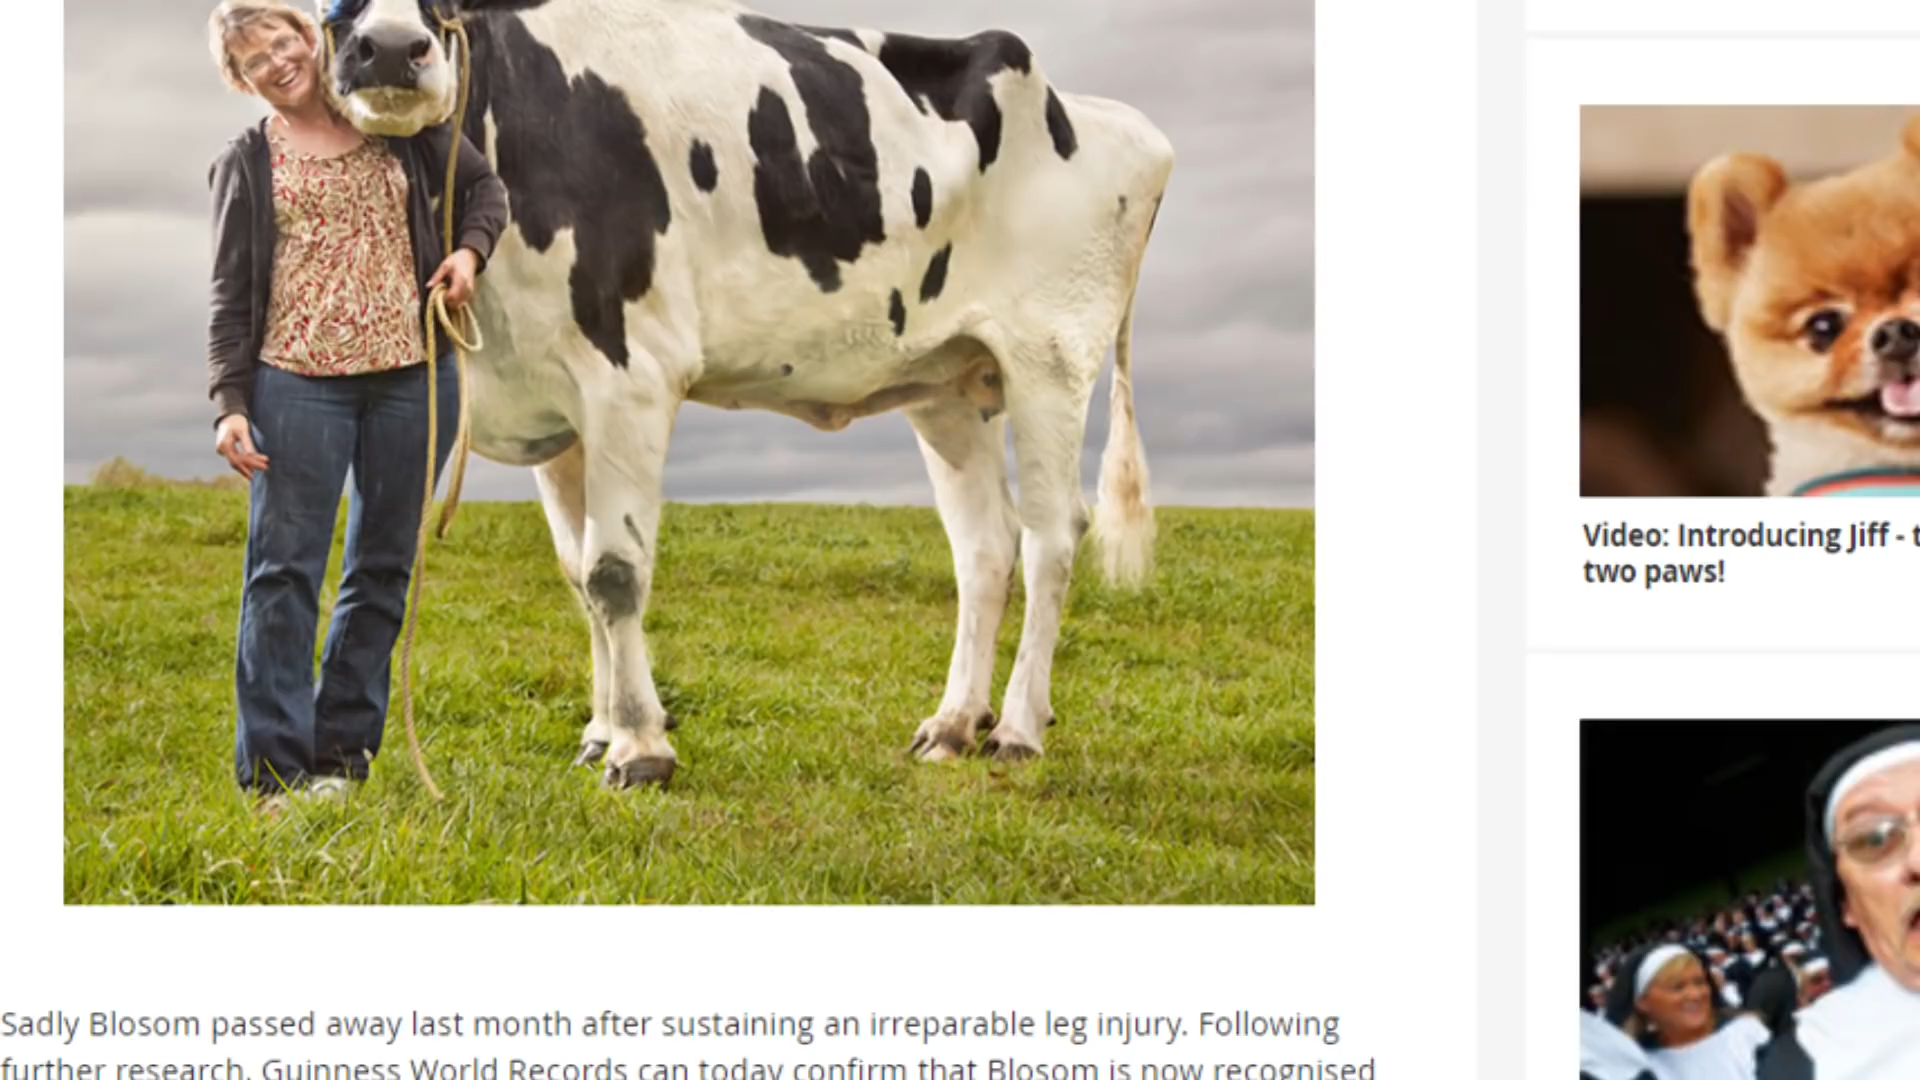 Video: Introducing Jiff -
two paws!
Sadly Blosom passed away last month after sustaining an irreparable leg injury. Following
further research, Guinness World Records can today confirm that Blosom is now recognised